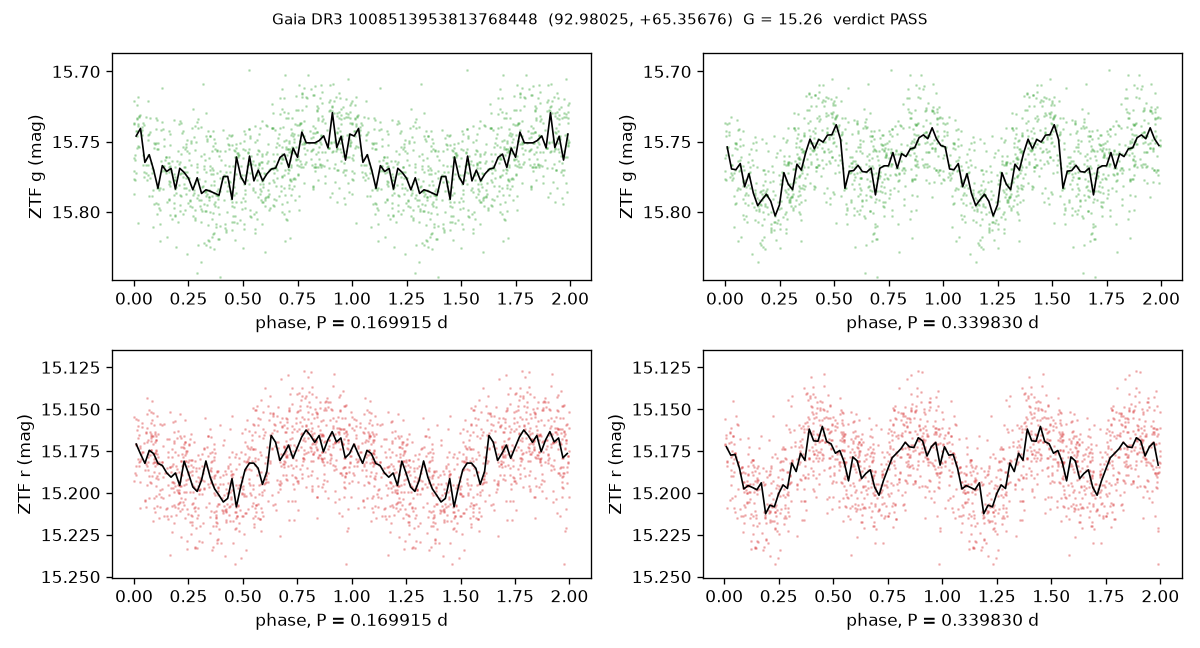 Gaia DR3 1008513953813768448 (92.98025, +65.35676) G = 15.26 verdict PASS
ZTF g (mag)
15.70
15.75
15.80
0.00 0.25 0.50 0.75 1.00 1.25 1.50 1.75 2.00
phase, P = 0.169915 d
ZTF g (mag)
15.70
15.75
15.80
0.00 0.25 0.50 0.75 1.00 1.25 1.50 1.75 2.00
phase, P = 0.339830 d
ZTF r (mag)
15.125
15.150
15.175
15.200
15.225
15.250
0.00 0.25 0.50 0.75 1.00 1.25 1.50 1.75 2.00
phase, P = 0.169915 d
ZTF r (mag)
15.125
15.150
15.175
15.200
15.225
15.250
0.00 0.25 0.50 0.75 1.00 1.25 1.50 1.75 2.00
phase, P = 0.339830 d